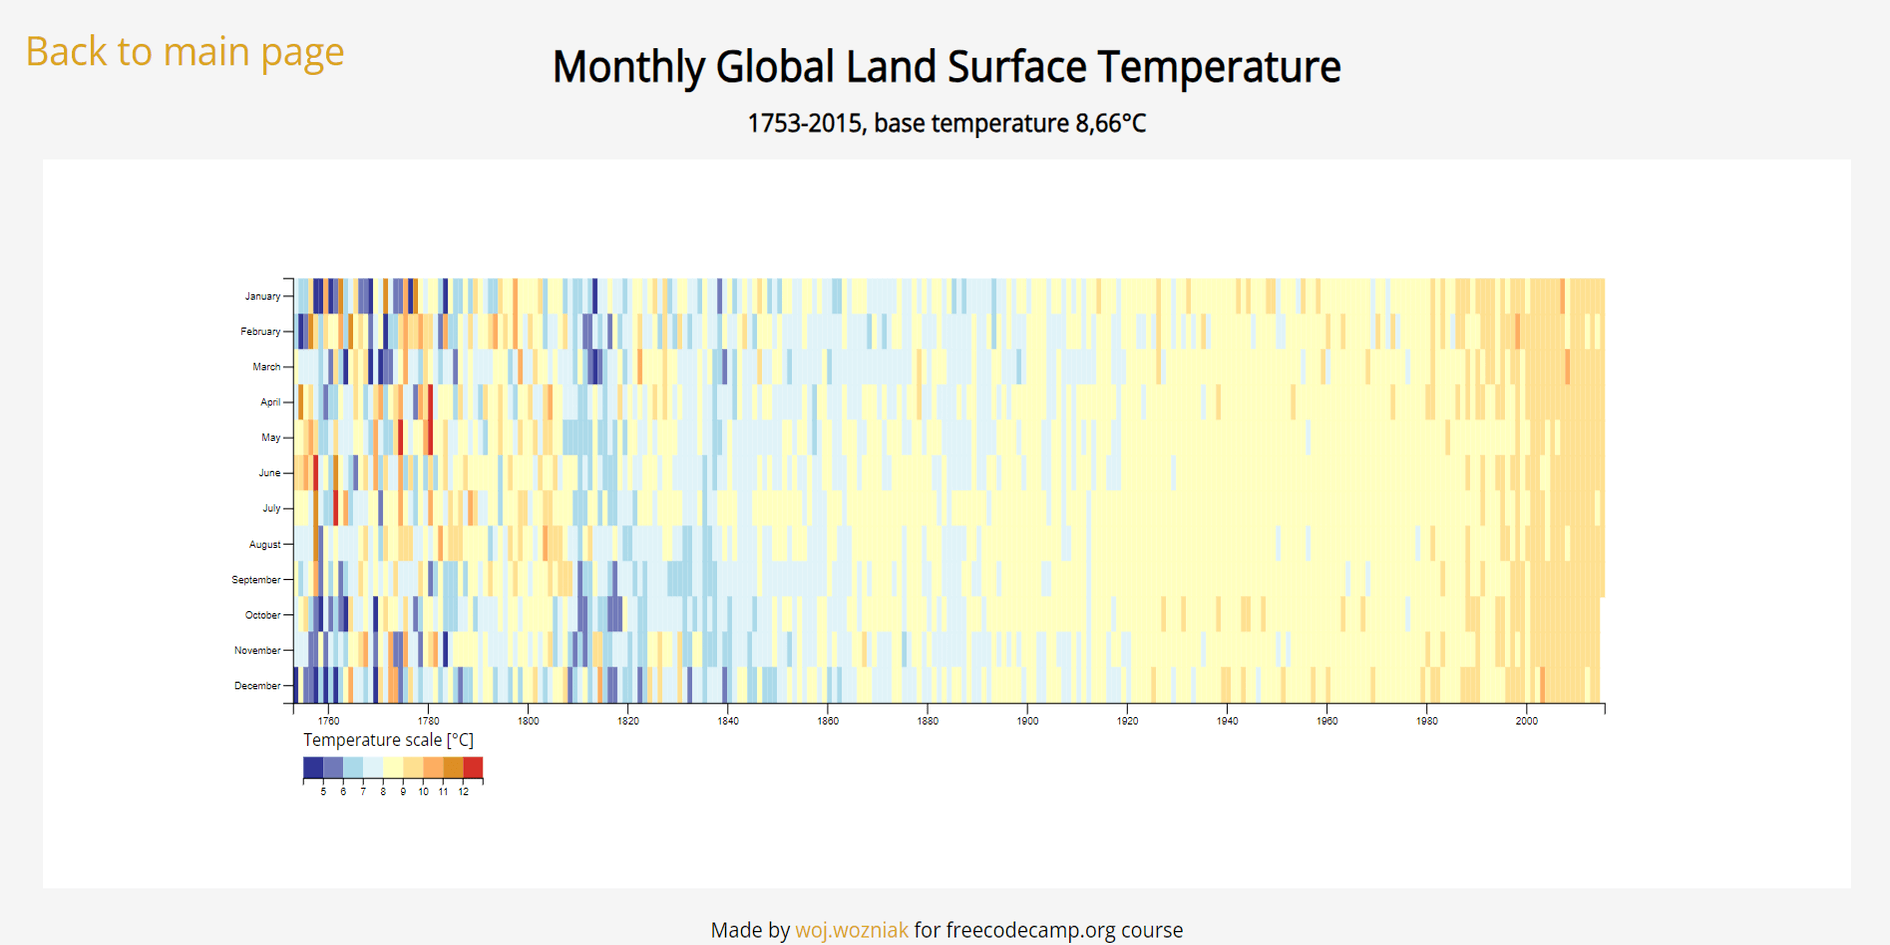 Back to main page
Monthly Global Land Surface Temperature
1753-2015, base temperature 8,66°C
January
February
March
April
May
June
July
August
September
October
November
December
1760 1780 1800 1820 1840 1860 1880 1900 1920 1940 1960 1980 2000
Temperature scale [°C]
5 6 7 8 9 10 11 12
Made by woj.wozniak for freecodecamp.org course